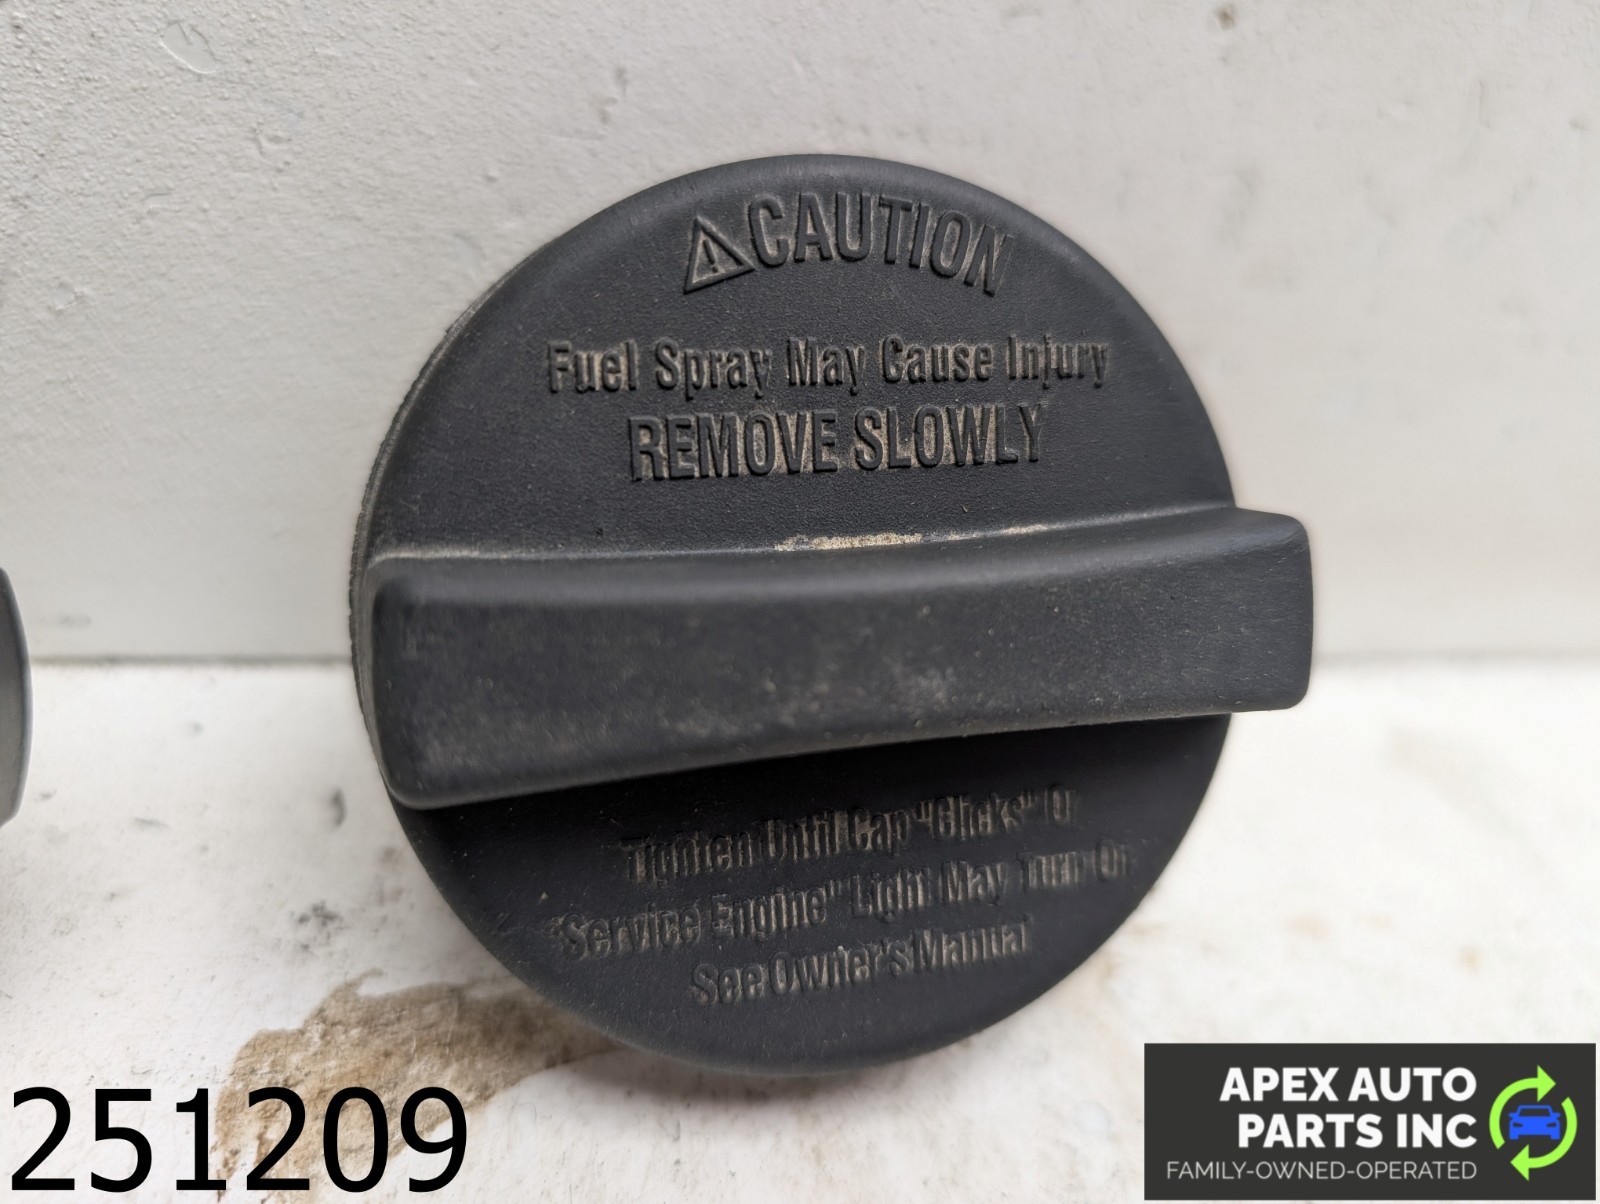 CAUTION
Fuel Spray May Cause Injury
REMOVE SLOWLY
Tighten Until Cap "Clicks" Or
"Service Engine" Light May Turn On
See Owner's Manual
251209
APEX AUTO
PARTS INC
FAMILY-OWNED-OPERATED